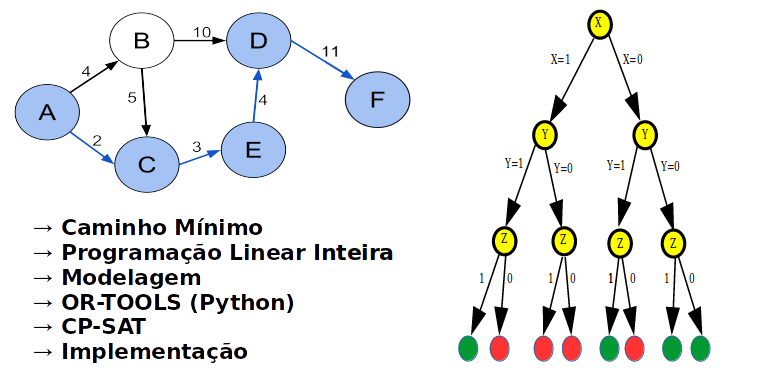 B
10
D
4
11
A
5
4
F
2
C
3
E
→ Caminho Mínimo
→ Programação Linear Inteira
→ Modelagem
→ OR-TOOLS (Python)
→ CP-SAT
→ Implementação
X
X=1 X=0
Y Y
Y=1 Y=0 Y=1 Y=0
Z Z Z Z
1 0 1 0 1 0 1 0